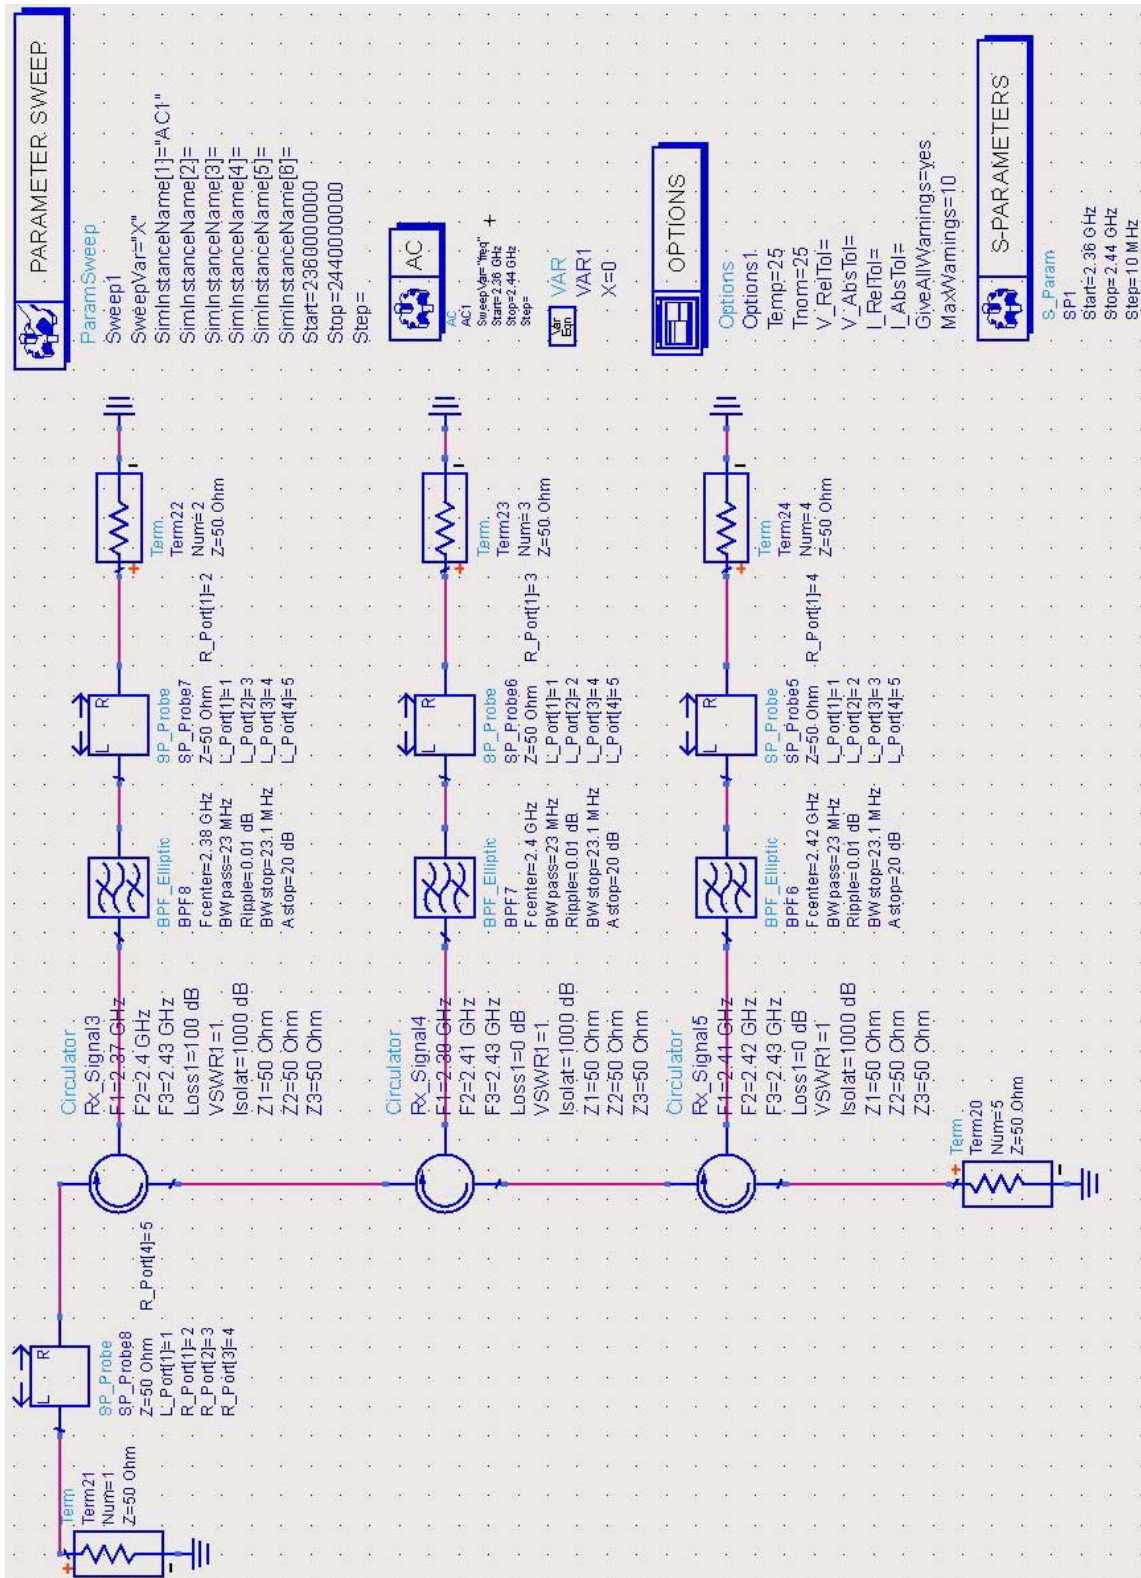 PARAMETER SWEEP
ParamSweep
Sweep1
SweepVar="X"
SimInstanceName[1]="AC1"
SimInstanceName[2]=
SimInstanceName[3]=
SimInstanceName[4]=
SimInstanceName[5]=
SimInstanceName[6]=
Start=2360000000
Stop=2440000000
Step=
AC
AC
AC1
SweepVar="freq"
Start=2.36 GHz
Stop=2.44 GHz
Step=
+
Var
Eqn
VAR
VAR1
X=0
OPTIONS
Options
Options1
Temp=25
Tnom=25
V_RelTol=
V_AbsTol=
I_RelTol=
I_AbsTol=
GiveAllWarnings=yes
MaxWarnings=10
S-PARAMETERS
S_Param
SP1
Start=2.36 GHz
Stop=2.44 GHz
Step=10 MHz
+
-
Term
Term22
Num=2
Z=50 Ohm
R_Port[1]=2
L
R
SP_Probe
SP_Probe7
Z=50 Ohm
L_Port[1]=1
L_Port[2]=3
L_Port[3]=4
L_Port[4]=5
BPF_Elliptic
BPF8
Fcenter=2.38 GHz
BWpass=23 MHz
Ripple=0.01 dB
BWstop=23.1 MHz
Astop=20 dB
Circulator
Rx_Signal3
F1=2.37 GHz
F2=2.4 GHz
F3=2.43 GHz
Loss1=100 dB
VSWR1=1
Isolat=1000 dB
Z1=50 Ohm
Z2=50 Ohm
Z3=50 Ohm
+
-
Term
Term23
Num=3
Z=50 Ohm
R_Port[1]=3
L
R
SP_Probe
SP_Probe6
Z=50 Ohm
L_Port[1]=1
L_Port[2]=2
L_Port[3]=4
L_Port[4]=5
BPF_Elliptic
BPF7
Fcenter=2.4 GHz
BWpass=23 MHz
Ripple=0.01 dB
BWstop=23.1 MHz
Astop=20 dB
Circulator
Rx_Signal4
F2=2.41 GHz
F3=2.43 GHz
Loss1=0 dB
VSWR1=1
Isolat=1000 dB
Z1=50 Ohm
Z2=50 Ohm
Z3=50 Ohm
+
-
Term
Term24
Num=4
Z=50 Ohm
R_Port[1]=4
L
R
SP_Probe
SP_Probe5
Z=50 Ohm
L_Port[1]=1
L_Port[2]=2
L_Port[3]=3
L_Port[4]=5
BPF_Elliptic
BPF6
Fcenter=2.42 GHz
BWpass=23 MHz
Ripple=0.01 dB
BWstop=23.1 MHz
Astop=20 dB
Circulator
Rx_Signal5
F1=2.41 GHz
F2=2.42 GHz
F3=2.43 GHz
Loss1=0 dB
VSWR1=1
Isolat=1000 dB
Z1=50 Ohm
Z2=50 Ohm
Z3=50 Ohm
+
-
Term
Term20
Num=5
Z=50 Ohm
L
R
SP_Probe
SP_Probe8
Z=50 Ohm
L_Port[1]=1
R_Port[1]=2
R_Port[2]=3
R_Port[3]=4
R_Port[4]=5
+
-
Term
Term21
Num=1
Z=50 Ohm